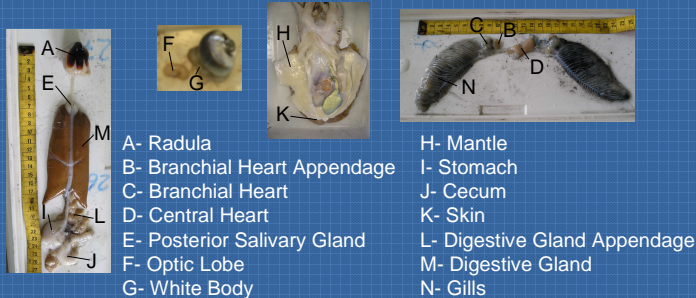 A
E
M
I
L
J
F
G
H
K
C
B
D
N
A- Radula
B- Branchial Heart Appendage
C- Branchial Heart
D- Central Heart
E- Posterior Salivary Gland
F- Optic Lobe
G- White Body
H- Mantle
I- Stomach
J- Cecum
K- Skin
L- Digestive Gland Appendage
M- Digestive Gland
N- Gills